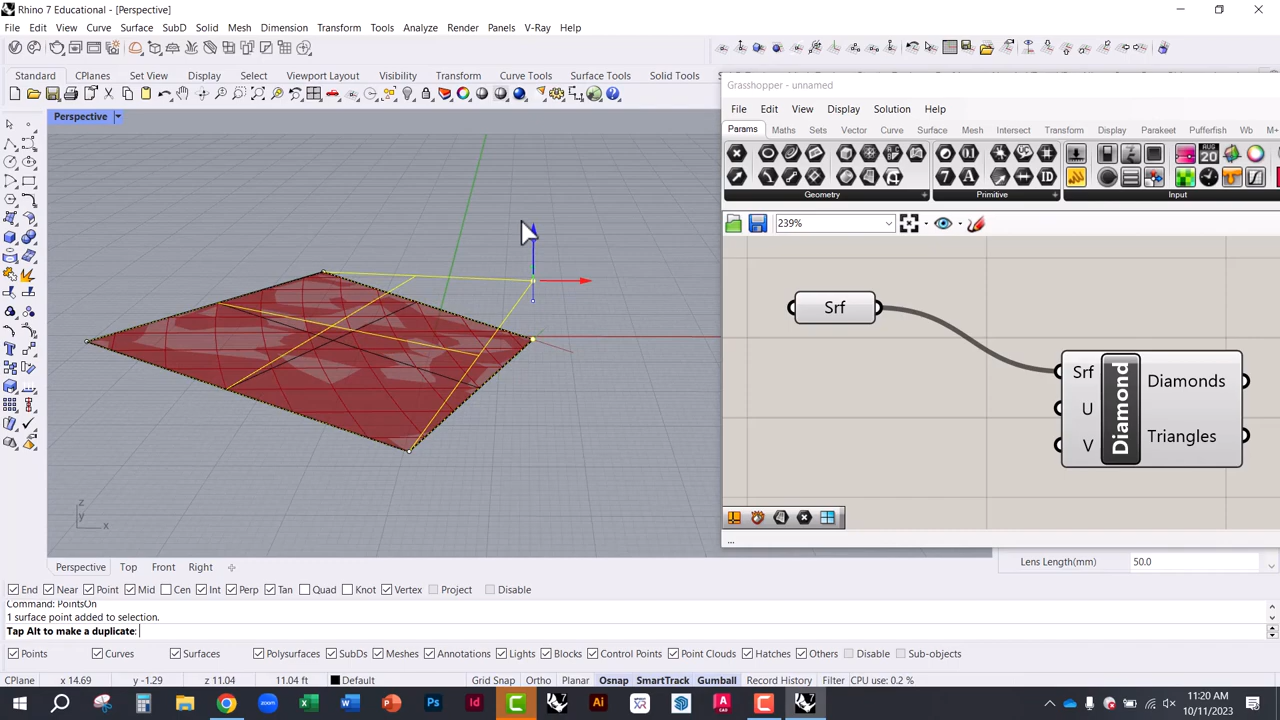 Rhino 7 Educational - [Perspective]
File Edit View Curve Surface SubD Solid Mesh Dimension Transform Tools Analyze Render Panels V-Ray Help
Standard CPlanes Set View Display Select Viewport Layout Visibility Transform Curve Tools Surface Tools Solid Tools
Perspective
z
y
x
Grasshopper - unnamed
File Edit View Display Solution Help
Params Maths Sets Vector Curve Surface Mesh Intersect Transform Display Parakeet Pufferfish Wb M+
Geometry Primitive Input
239%
Srf
Srf
U
V
Diamond
Diamonds
Triangles
...
Perspective Top Front Right
Lens Length(mm) 50.0
End Near Point Mid Cen Int Perp Tan Quad Knot Vertex Project Disable
Command: PointsOn
1 surface point added to selection.
Tap Alt to make a duplicate:
Points Curves Surfaces Polysurfaces SubDs Meshes Annotations Lights Blocks Control Points Point Clouds Hatches Others Disable Sub-objects
CPlane x 14.69 y -1.29 z 11.04 11.04 ft Default Grid Snap Ortho Planar Osnap SmartTrack Gumball Record History Filter CPU use: 0.2 %
11:20 AM
10/11/2023